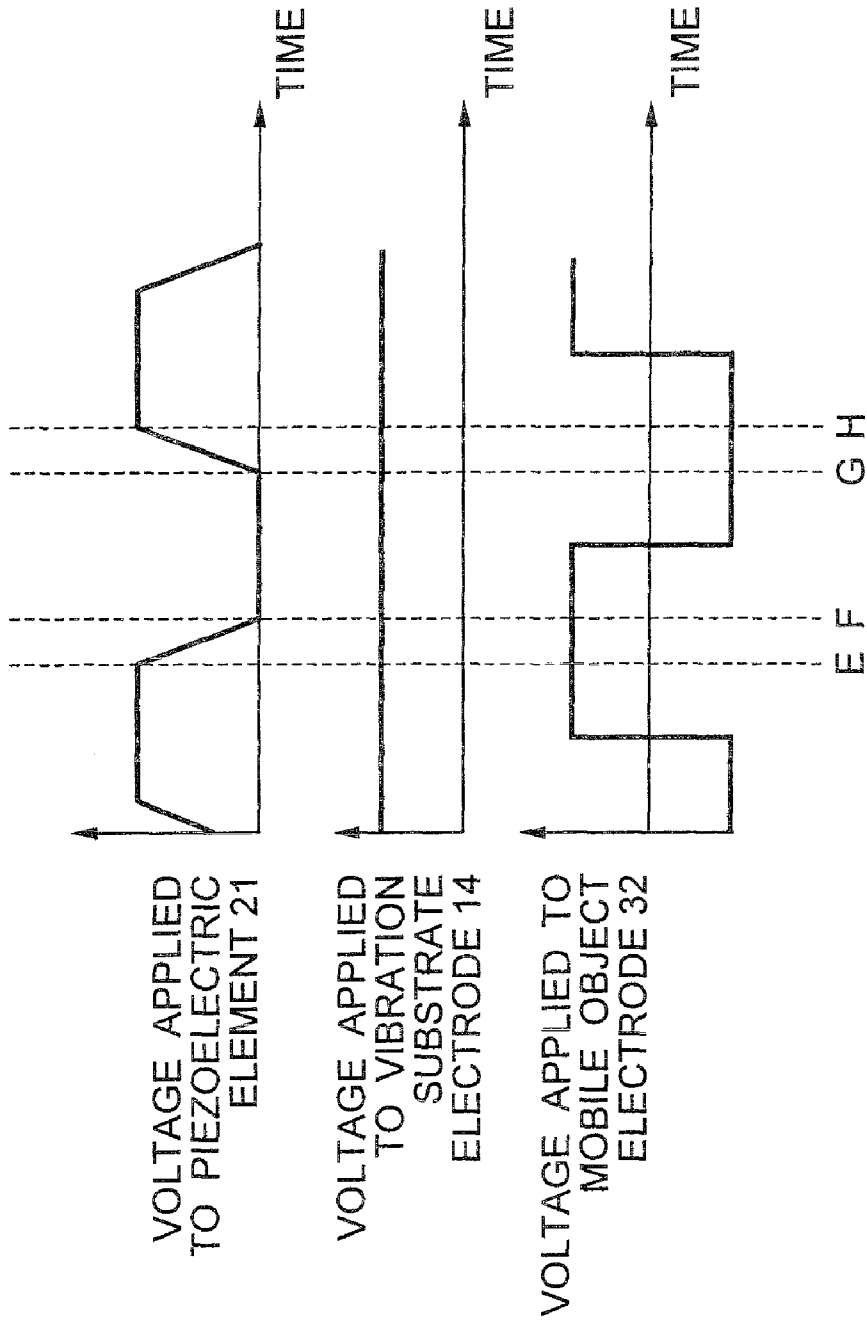 VOLTAGE APPLIED
TO PIEZOELECTRIC
ELEMENT 21
TIME
VOLTAGE APPLIED
TO VIBRATION
SUBSTRATE
ELECTRODE 14
TIME
VOLTAGE APPLIED TO
MOBILE OBJECT
ELECTRODE 32
TIME
E F G H